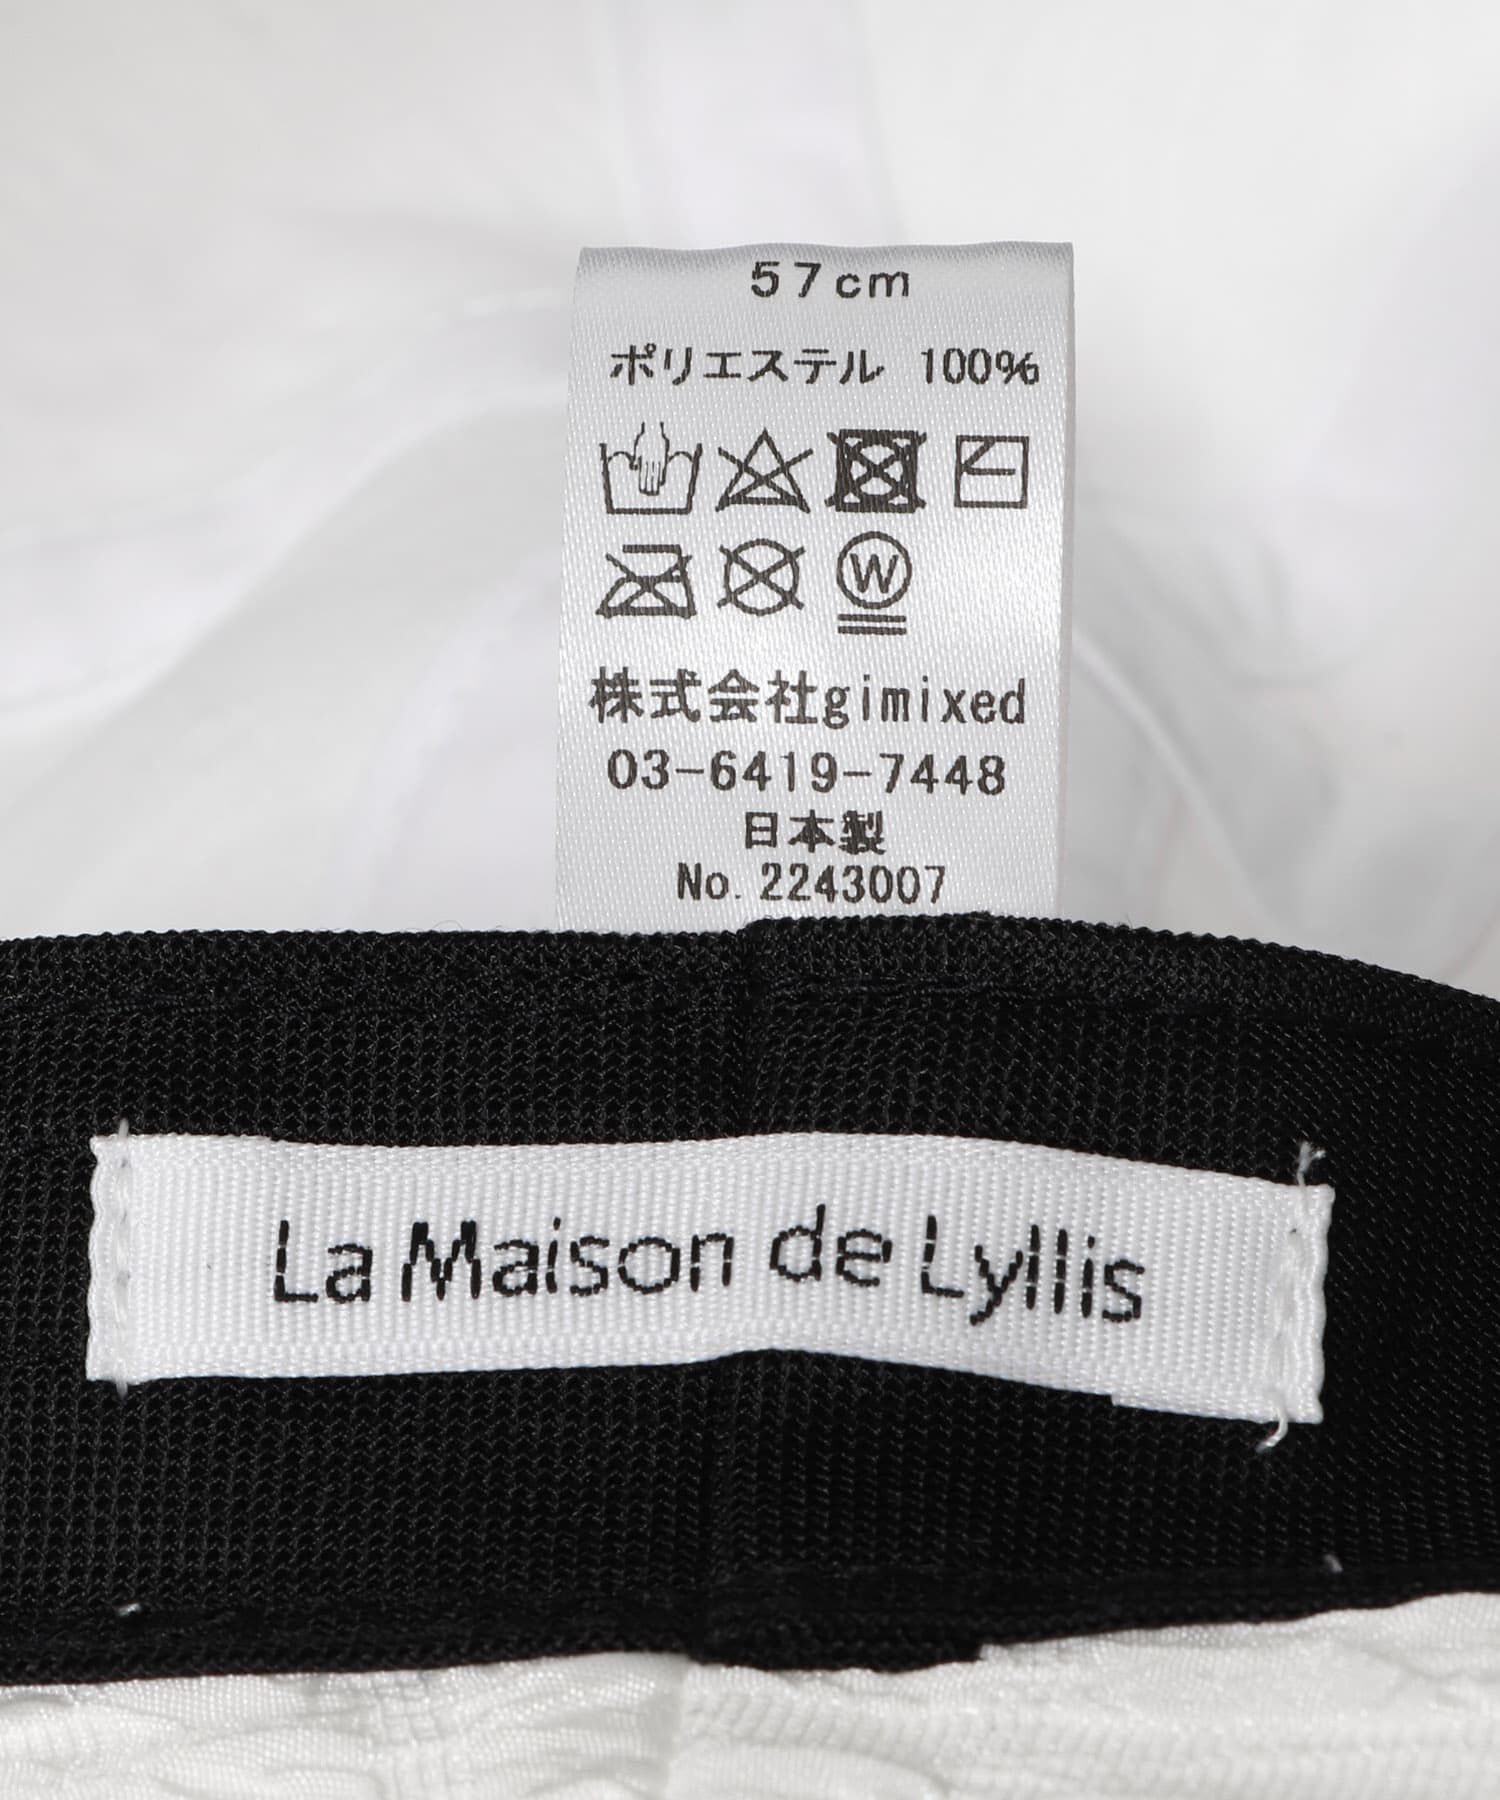 57cm
ポリエステル 100%
W
株式会社gimixed
03-6419-7448
日本製
No. 2243007
La Maison de Lyllis